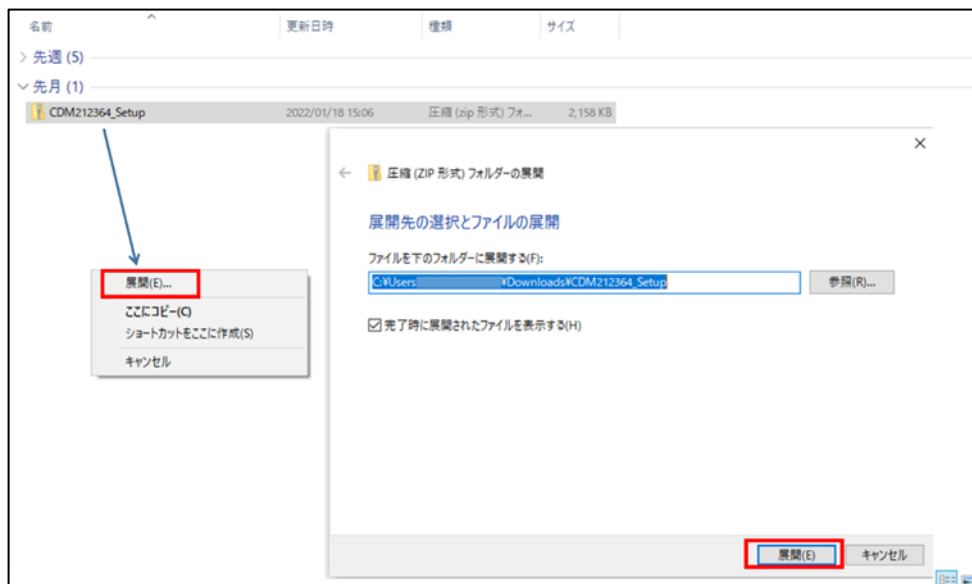 名前 更新日時 種類 サイズ
先週 (5)
先月 (1)
CDM212364_Setup 2022/01/18 15:06 圧縮 (zip 形式) フォ... 2,158 KB
展開(E)...
ここにコピー(C)
ショートカットをここに作成(S)
キャンセル
圧縮 (ZIP 形式) フォルダーの展開
展開先の選択とファイルの展開
ファイルを下のフォルダーに展開する(F):
C:¥Users ¥Downloads¥CDM212364_Setup
参照(R)...
完了時に展開されたファイルを表示する(H)
展開(E) キャンセル